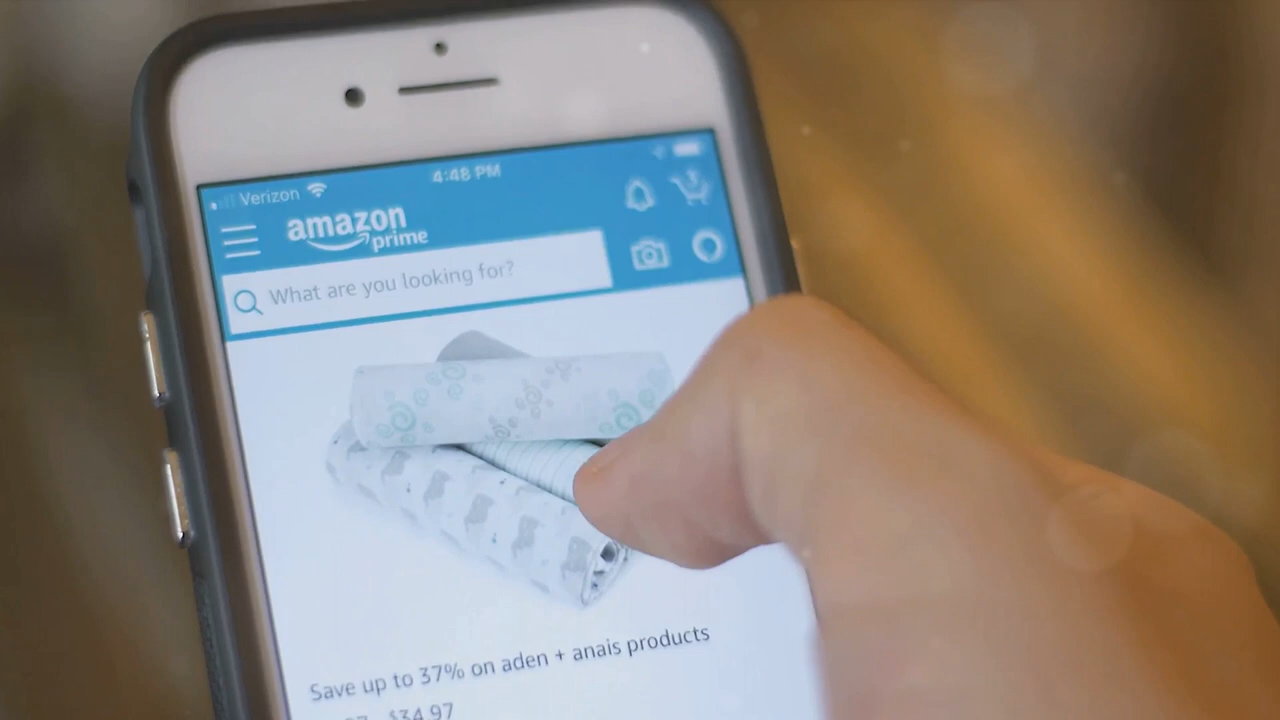 Verizon 4:48 PM
amazon
prime
What are you looking for?
Save up to 37% on aden + anais products
$34.97